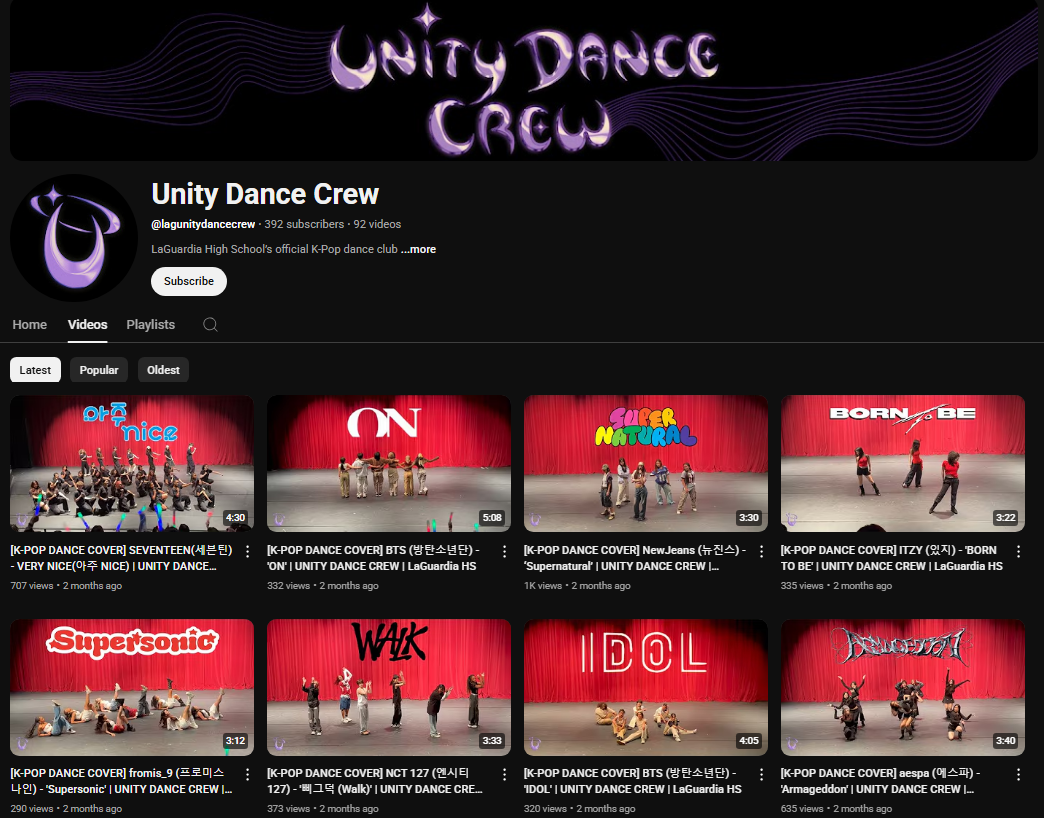 UNITY DANCE
CREW
Unity Dance Crew
@lagunitydancecrew · 392 subscribers · 92 videos
LaGuardia High School's official K-Pop dance club ...more
Subscribe
Home Videos Playlists
Latest Popular Oldest
아주
nice
4:30
ON
5:08
SUPER
NATURAL
3:30
BORN TO BE
3:22
[K-POP DANCE COVER] SEVENTEEN(세븐틴)
- VERY NICE(아주 NICE) | UNITY DANCE...
707 views · 2 months ago
[K-POP DANCE COVER] BTS (방탄소년단) -
'ON' | UNITY DANCE CREW | LaGuardia HS
332 views · 2 months ago
[K-POP DANCE COVER] NewJeans (뉴진스) -
'Supernatural' | UNITY DANCE CREW |...
1K views · 2 months ago
[K-POP DANCE COVER] ITZY (있지) - 'BORN
TO BE' | UNITY DANCE CREW | LaGuardia HS
335 views · 2 months ago
Supersonic
3:12
WALK
3:33
IDOL
4:05
ARMAGEDDON
3:40
[K-POP DANCE COVER] fromis_9 (프로미스
나인) - 'Supersonic' | UNITY DANCE CREW |...
290 views · 2 months ago
[K-POP DANCE COVER] NCT 127 (엔시티
127) - '삐그덕 (Walk)' | UNITY DANCE CRE...
373 views · 2 months ago
[K-POP DANCE COVER] BTS (방탄소년단) -
'IDOL' | UNITY DANCE CREW | LaGuardia HS
320 views · 2 months ago
[K-POP DANCE COVER] aespa (에스파) -
'Armageddon' | UNITY DANCE CREW |...
635 views · 2 months ago